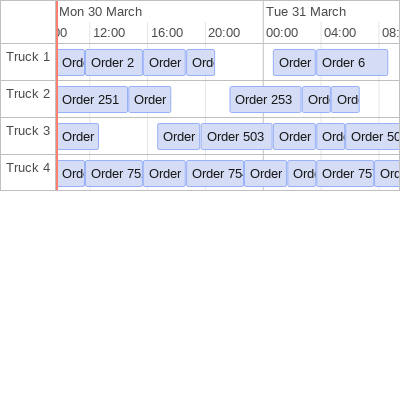 Mon 30 March Tue 31 March
00 12:00 16:00 20:00 00:00 04:00 08:
Truck 1 Ord Order 2 Order Ord Order Order 6
Truck 2 Order 251 Order Order 253 Ord Ord
Truck 3 Order Order Order 503 Order Ord Order 50
Truck 4 Ord Order 75 Order Order 75 Order Ord Order 75 Ord